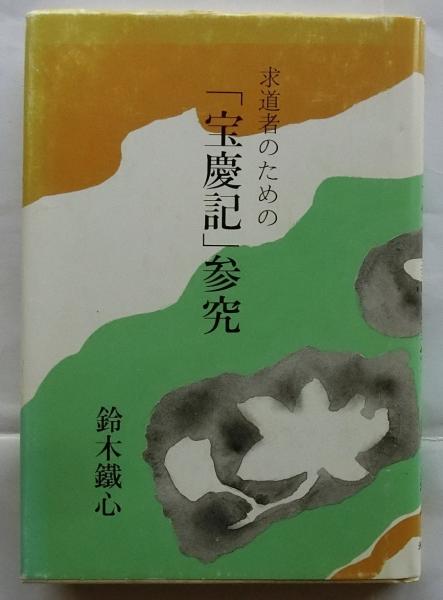 求道者のための
「宝慶記」参究
鈴木鐵心